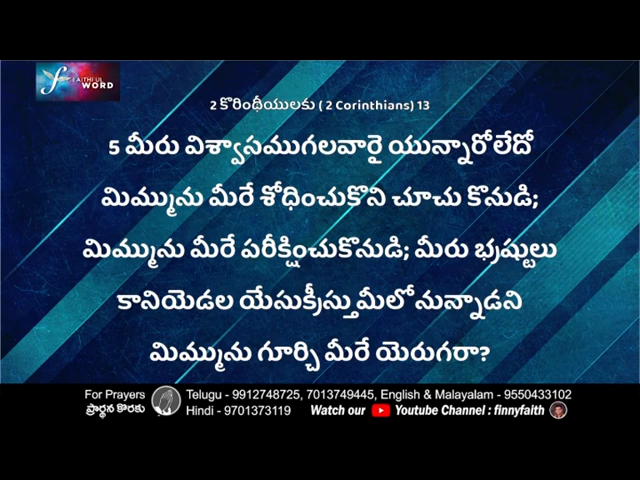 FAITHFUL
WORD
2 కొరింథీయులకు ( 2 Corinthians) 13
5 మీరు విశ్వాసముగలవారై యున్నారోలేదో
మిమ్మును మీరే శోధించుకొని చూచు కొనుడి;
మిమ్మును మీరే పరీక్షించుకొనుడి; మీరు భ్రష్టులు
కానియెడల యేసుక్రీస్తు మీలో నున్నాడని
మిమ్మును గూర్చి మీరే యెరుగరా?
For Prayers
ప్రార్థన కొరకు
Telugu - 9912748725, 7013749445, English & Malayalam - 9550433102
Hindi - 9701373119 Watch our Youtube Channel : finnyfaith